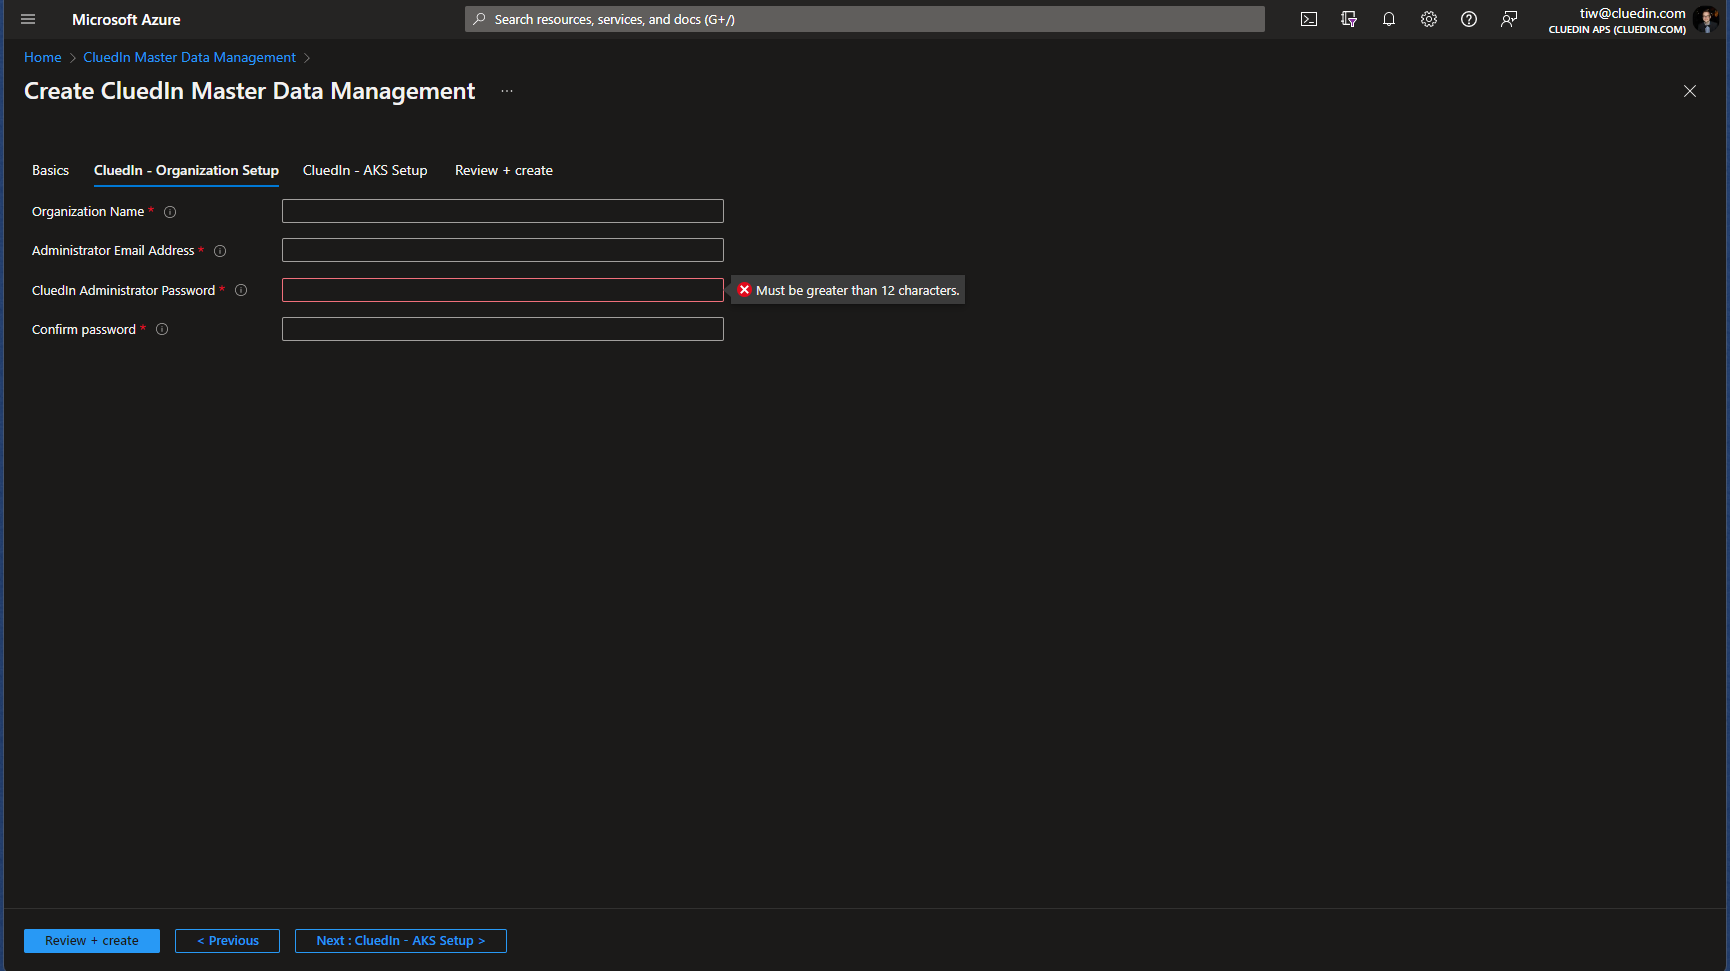 Microsoft Azure
Search resources, services, and docs (G+/)
tiw@cluedin.com
CLUEDIN APS (CLUEDIN.COM)
Home > CluedIn Master Data Management >
Create CluedIn Master Data Management ...
Basics CluedIn - Organization Setup CluedIn - AKS Setup Review + create
Organization Name *
Administrator Email Address *
CluedIn Administrator Password * Must be greater than 12 characters.
Confirm password *
Review + create < Previous Next : CluedIn - AKS Setup >